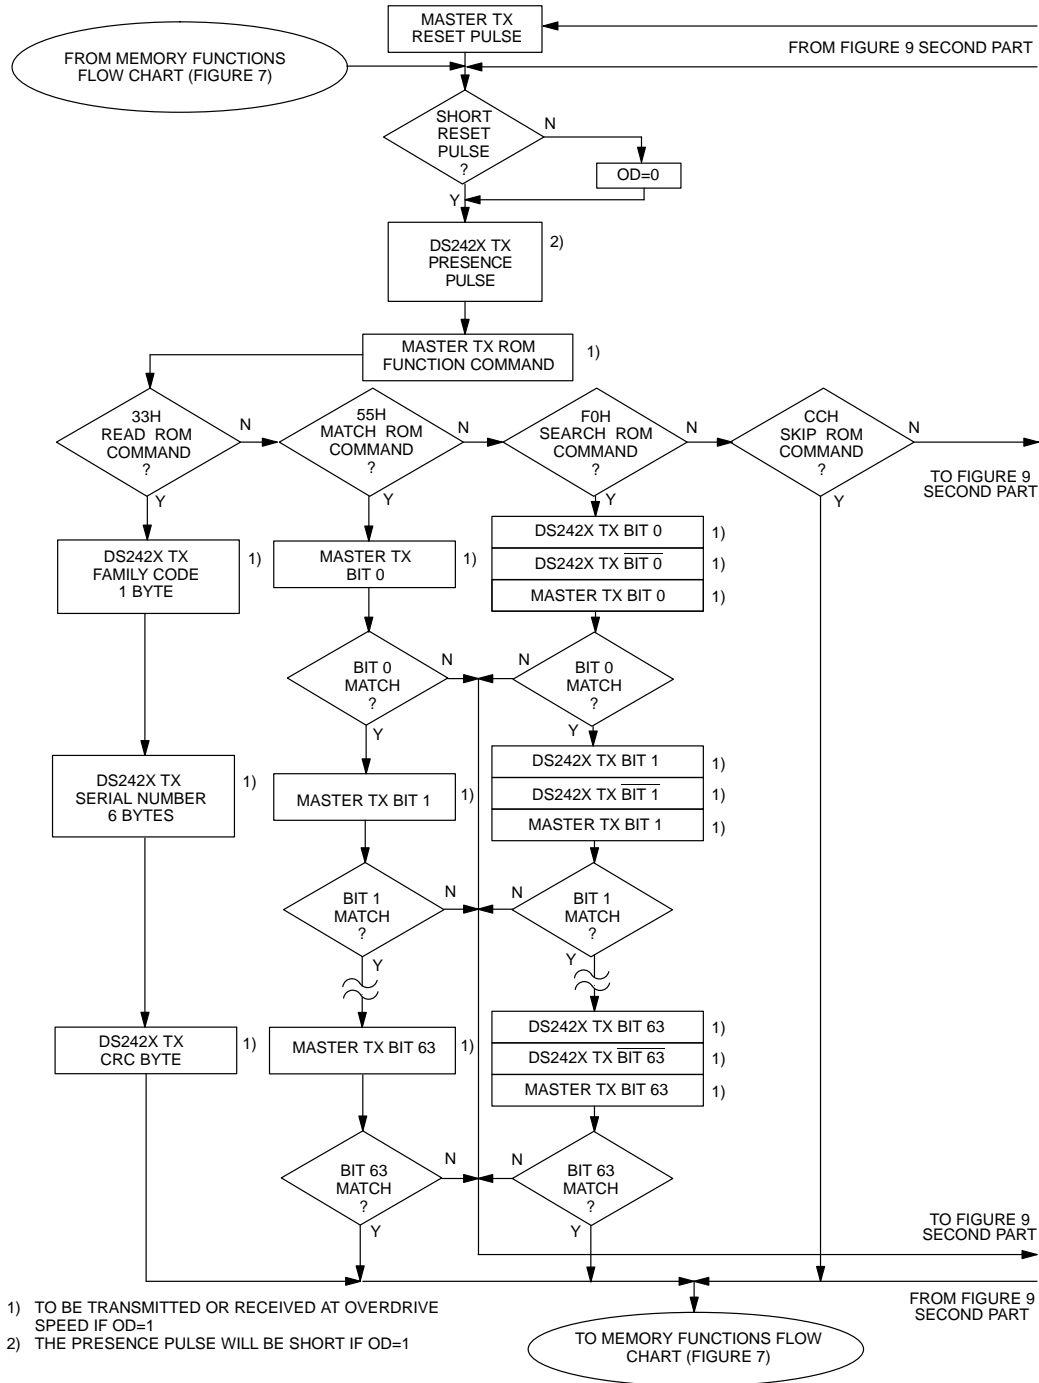 MASTER TX
RESET PULSE
FROM FIGURE 9 SECOND PART
FROM MEMORY FUNCTIONS
FLOW CHART (FIGURE 7)
SHORT
RESET
PULSE
?
N
OD=0
Y
DS242X TX
PRESENCE
PULSE
2)
MASTER TX ROM
FUNCTION COMMAND
1)
33H
READ ROM
COMMAND
?
N
Y
55H
MATCH ROM
COMMAND
?
N
Y
F0H
SEARCH ROM
COMMAND
?
N
Y
CCH
SKIP ROM
COMMAND
?
N
Y
TO FIGURE 9
SECOND PART
DS242X TX
FAMILY CODE
1 BYTE
1)
MASTER TX
BIT 0
1)
DS242X TX BIT 0
1)
DS242X TX BIT 0
1)
MASTER TX BIT 0
1)
BIT 0
MATCH
?
N
Y
N
BIT 0
MATCH
?
Y
DS242X TX
SERIAL NUMBER
6 BYTES
1)
MASTER TX BIT 1
1)
DS242X TX BIT 1
1)
DS242X TX BIT 1
1)
MASTER TX BIT 1
1)
BIT 1
MATCH
?
N
Y
N
BIT 1
MATCH
?
Y
DS242X TX
CRC BYTE
1)
MASTER TX BIT 63
1)
DS242X TX BIT 63
1)
DS242X TX BIT 63
1)
MASTER TX BIT 63
1)
BIT 63
MATCH
?
N
Y
N
BIT 63
MATCH
?
Y
TO FIGURE 9
SECOND PART
FROM FIGURE 9
SECOND PART
1) TO BE TRANSMITTED OR RECEIVED AT OVERDRIVE
SPEED IF OD=1
2) THE PRESENCE PULSE WILL BE SHORT IF OD=1
TO MEMORY FUNCTIONS FLOW
CHART (FIGURE 7)